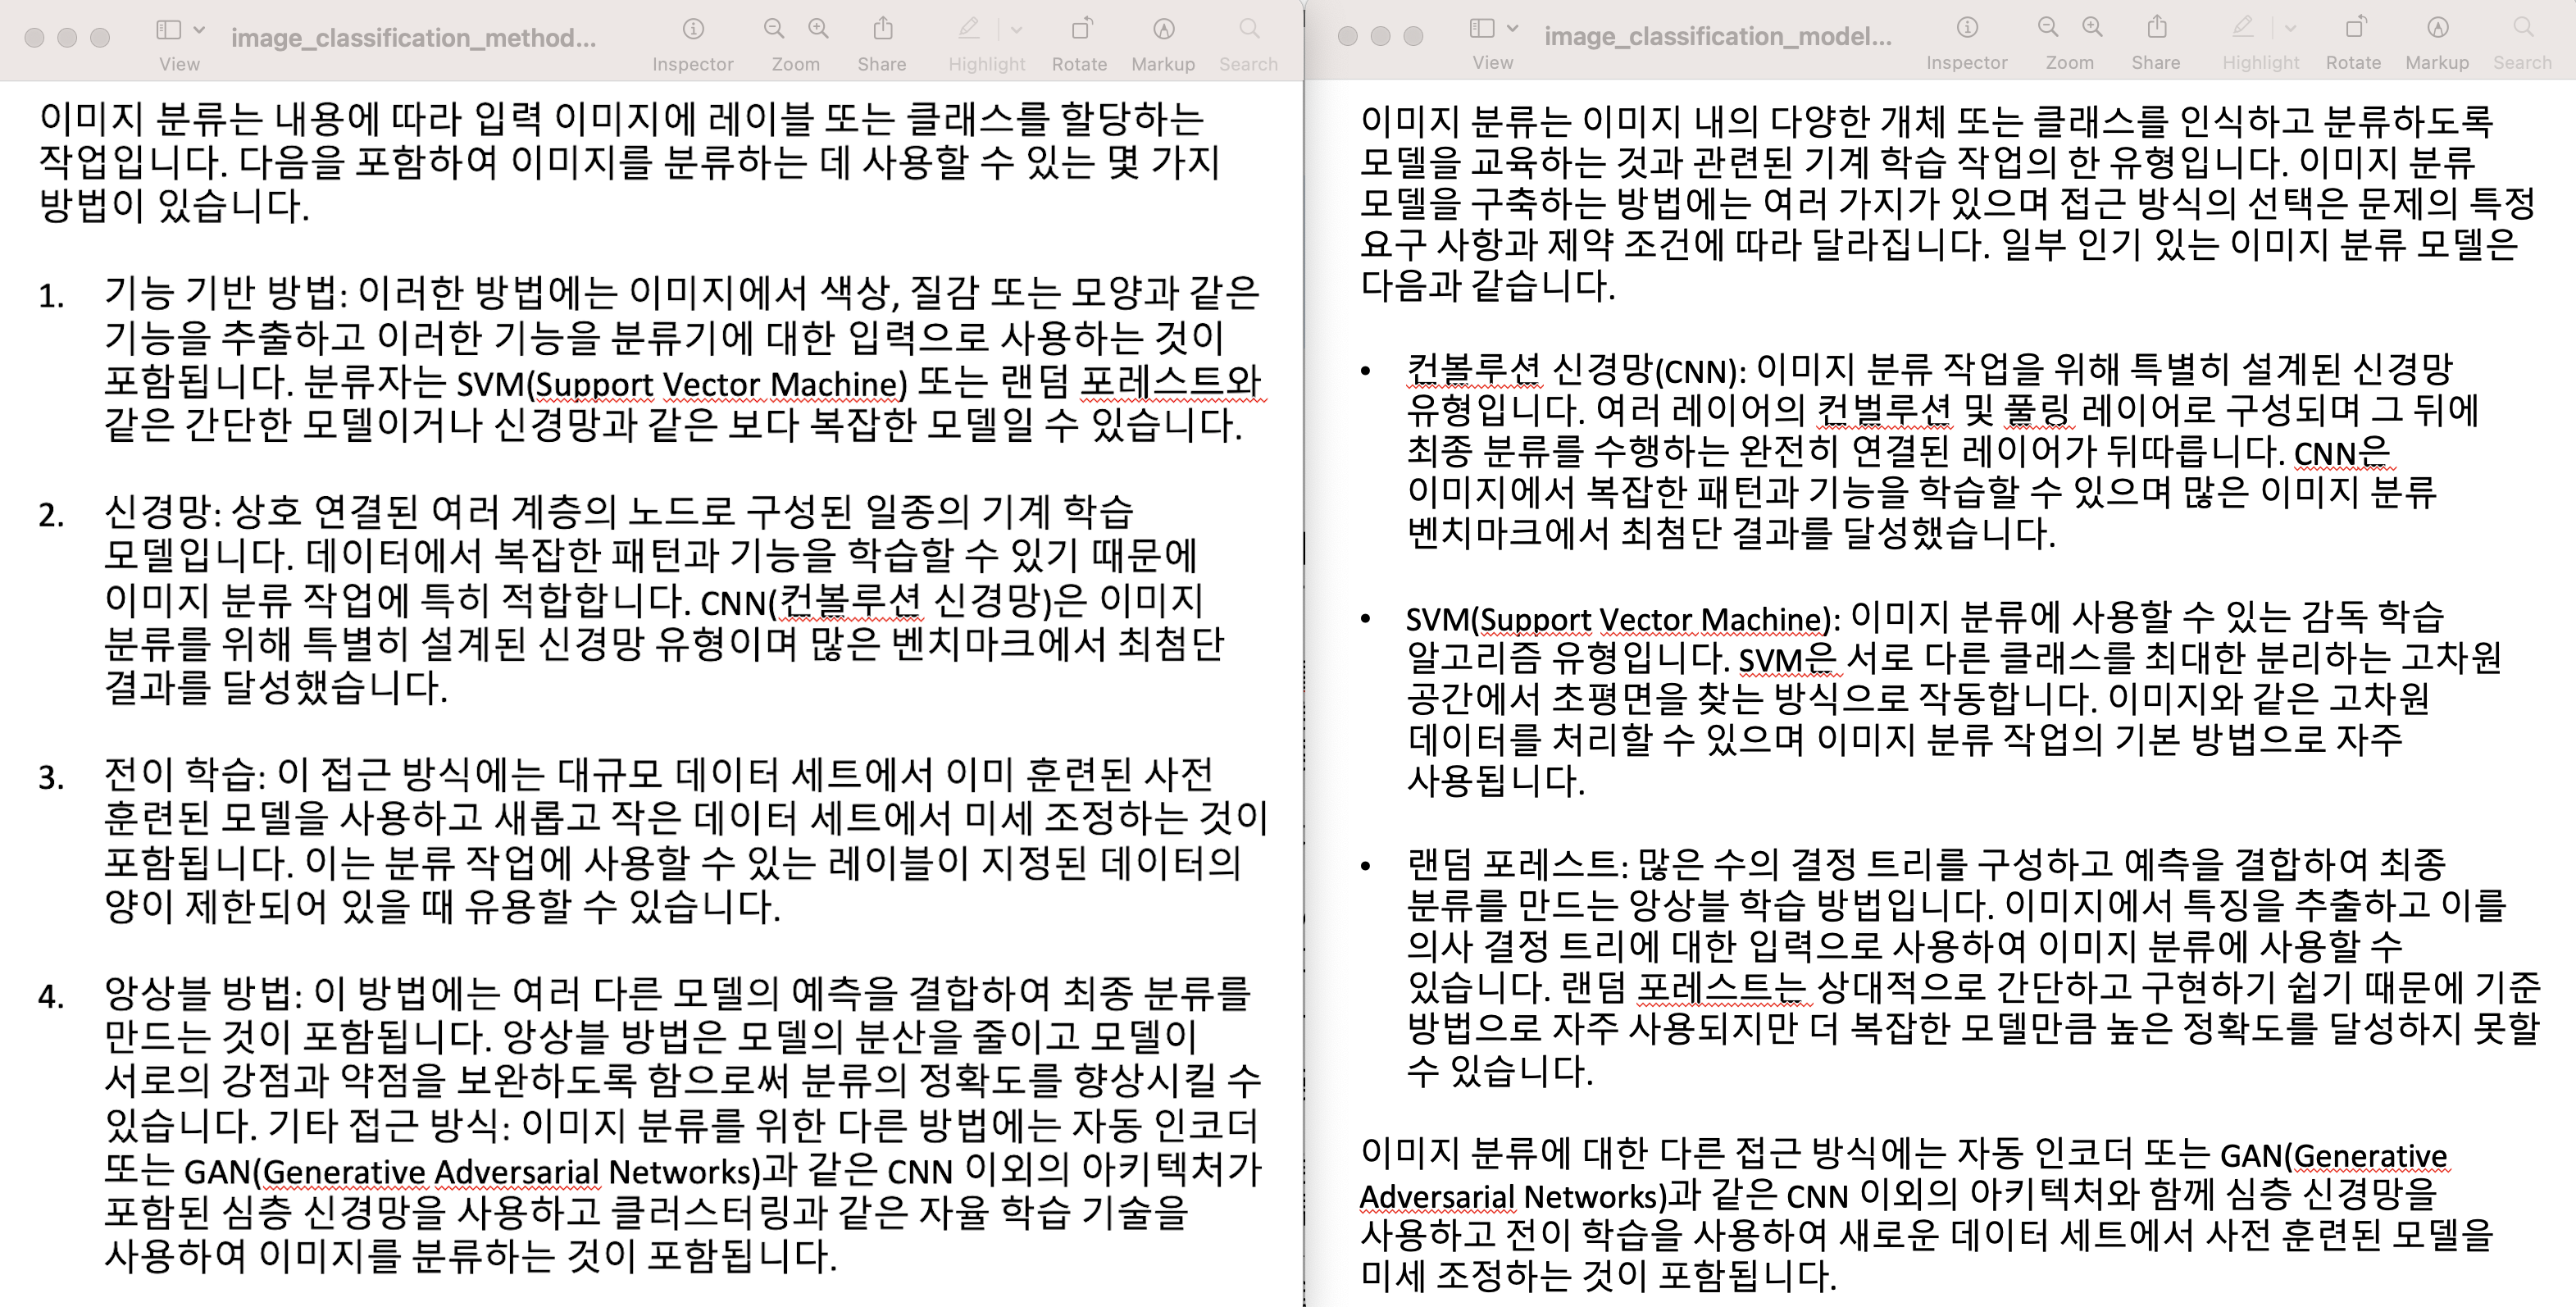 image_classification_method...
View
Inspector
Zoom
Share
Highlight
Rotate
Markup
Search
이미지 분류는 내용에 따라 입력 이미지에 레이블 또는 클래스를 할당하는
작업입니다. 다음을 포함하여 이미지를 분류하는 데 사용할 수 있는 몇 가지
방법이 있습니다.
1. 기능 기반 방법: 이러한 방법에는 이미지에서 색상, 질감 또는 모양과 같은
기능을 추출하고 이러한 기능을 분류기에 대한 입력으로 사용하는 것이
포함됩니다. 분류자는 SVM(Support Vector Machine) 또는 랜덤 포레스트와
같은 간단한 모델이거나 신경망과 같은 보다 복잡한 모델일 수 있습니다.
2. 신경망: 상호 연결된 여러 계층의 노드로 구성된 일종의 기계 학습
모델입니다. 데이터에서 복잡한 패턴과 기능을 학습할 수 있기 때문에
이미지 분류 작업에 특히 적합합니다. CNN(컨볼루션 신경망)은 이미지
분류를 위해 특별히 설계된 신경망 유형이며 많은 벤치마크에서 최첨단
결과를 달성했습니다.
3. 전이 학습: 이 접근 방식에는 대규모 데이터 세트에서 이미 훈련된 사전
훈련된 모델을 사용하고 새롭고 작은 데이터 세트에서 미세 조정하는 것이
포함됩니다. 이는 분류 작업에 사용할 수 있는 레이블이 지정된 데이터의
양이 제한되어 있을 때 유용할 수 있습니다.
4. 앙상블 방법: 이 방법에는 여러 다른 모델의 예측을 결합하여 최종 분류를
만드는 것이 포함됩니다. 앙상블 방법은 모델의 분산을 줄이고 모델이
서로의 강점과 약점을 보완하도록 함으로써 분류의 정확도를 향상시킬 수
있습니다. 기타 접근 방식: 이미지 분류를 위한 다른 방법에는 자동 인코더
또는 GAN(Generative Adversarial Networks)과 같은 CNN 이외의 아키텍처가
포함된 심층 신경망을 사용하고 클러스터링과 같은 자율 학습 기술을
사용하여 이미지를 분류하는 것이 포함됩니다.
image_classification_model...
View
Inspector
Zoom
Share
Highlight
Rotate
Markup
Search
이미지 분류는 이미지 내의 다양한 개체 또는 클래스를 인식하고 분류하도록
모델을 교육하는 것과 관련된 기계 학습 작업의 한 유형입니다. 이미지 분류
모델을 구축하는 방법에는 여러 가지가 있으며 접근 방식의 선택은 문제의 특정
요구 사항과 제약 조건에 따라 달라집니다. 일부 인기 있는 이미지 분류 모델은
다음과 같습니다.
• 컨볼루션 신경망(CNN): 이미지 분류 작업을 위해 특별히 설계된 신경망
유형입니다. 여러 레이어의 컨벌루션 및 풀링 레이어로 구성되며 그 뒤에
최종 분류를 수행하는 완전히 연결된 레이어가 뒤따릅니다. CNN은
이미지에서 복잡한 패턴과 기능을 학습할 수 있으며 많은 이미지 분류
벤치마크에서 최첨단 결과를 달성했습니다.
• SVM(Support Vector Machine): 이미지 분류에 사용할 수 있는 감독 학습
알고리즘 유형입니다. SVM은 서로 다른 클래스를 최대한 분리하는 고차원
공간에서 초평면을 찾는 방식으로 작동합니다. 이미지와 같은 고차원
데이터를 처리할 수 있으며 이미지 분류 작업의 기본 방법으로 자주
사용됩니다.
• 랜덤 포레스트: 많은 수의 결정 트리를 구성하고 예측을 결합하여 최종
분류를 만드는 앙상블 학습 방법입니다. 이미지에서 특징을 추출하고 이를
의사 결정 트리에 대한 입력으로 사용하여 이미지 분류에 사용할 수
있습니다. 랜덤 포레스트는 상대적으로 간단하고 구현하기 쉽기 때문에 기준
방법으로 자주 사용되지만 더 복잡한 모델만큼 높은 정확도를 달성하지 못할
수 있습니다.
이미지 분류에 대한 다른 접근 방식에는 자동 인코더 또는 GAN(Generative
Adversarial Networks)과 같은 CNN 이외의 아키텍처와 함께 심층 신경망을
사용하고 전이 학습을 사용하여 새로운 데이터 세트에서 사전 훈련된 모델을
미세 조정하는 것이 포함됩니다.